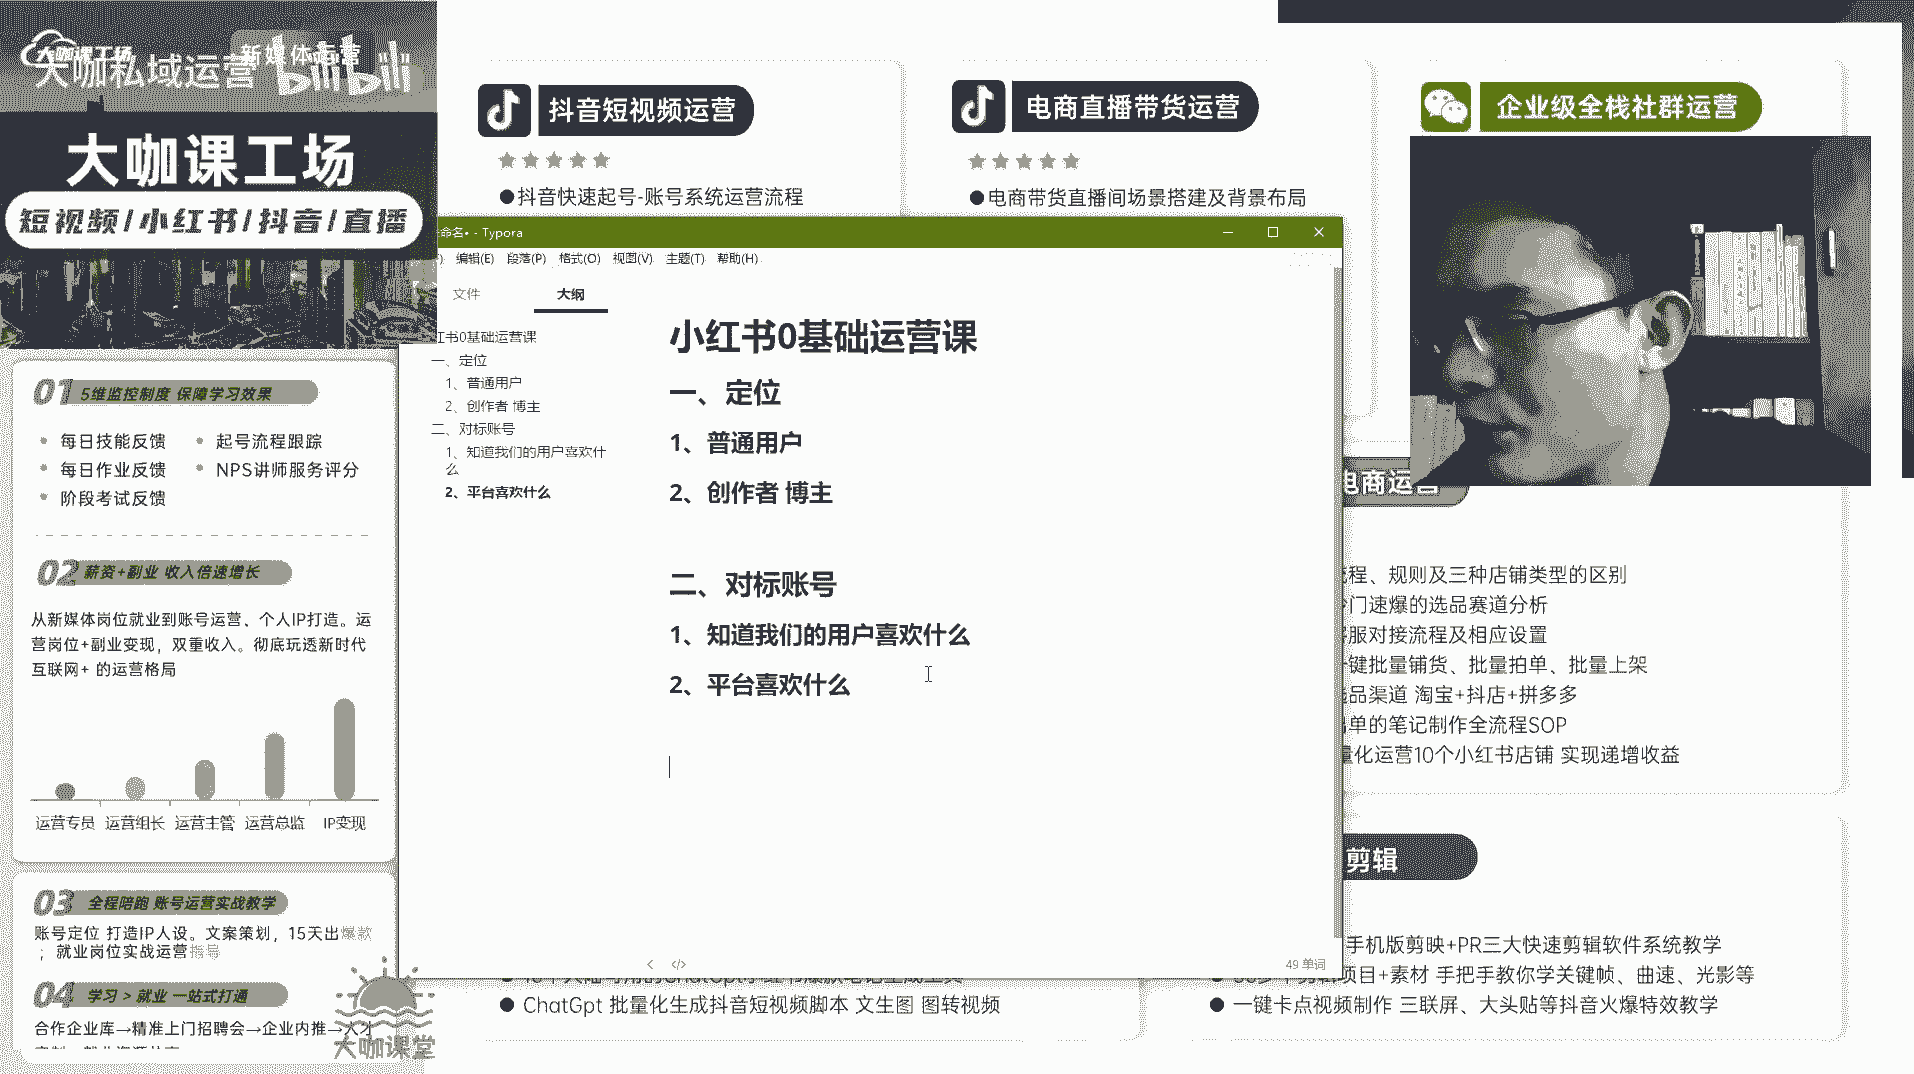 大咖课工场
大咖私域运营
新媒体运营
bilibili
大咖课工场
短视频/小红书/抖音/直播
01 5维监控制度 保障学习效果
每日技能反馈
起号流程跟踪
每日作业反馈
NPS讲师服务评分
阶段考试反馈
02 薪资+副业 收入倍速增长
从新媒体岗位就业到账号运营、个人IP打造。运
营岗位+副业变现，双重收入。彻底玩透新时代
互联网+ 的运营格局
运营专员 运营组长 运营主管 运营总监 IP变现
03 全程陪跑 账号运营实战教学
账号定位 打造IP人设。文案策划，15天出爆款
；就业岗位实战运营指导
04 学习 > 就业 一站式打通
合作企业库→精准上门招聘会→企业内推→人才
大咖课堂
抖音短视频运营
●抖音快速起号-账号系统运营流程
电商直播带货运营
●电商带货直播间场景搭建及背景布局
企业级全栈社群运营
命名• - Typora
编辑(E) 段落(P) 格式(O) 视图(V) 主题(T) 帮助(H)
文件 大纲
红书0基础运营课
一、定位
1、普通用户
2、创作者 博主
二、对标账号
1、知道我们的用户喜欢什
么
2、平台喜欢什么
小红书0基础运营课
一、定位
1、普通用户
2、创作者 博主
二、对标账号
1、知道我们的用户喜欢什么
2、平台喜欢什么
49 单词
电商运营
流程、规则及三种店铺类型的区别
门速爆的选品赛道分析
客服对接流程及相应设置
一键批量铺货、批量拍单、批量上架
选品渠道 淘宝+抖店+拼多多
出单的笔记制作全流程SOP
量化运营10个小红书店铺 实现递增收益
剪辑
手机版剪映+PR三大快速剪辑软件系统教学
项目+素材 手把手教你学关键帧、曲速、光影等
● 一键卡点视频制作 三联屏、大头贴等抖音火爆特效教学
● ChatGpt 批量化生成抖音短视频脚本 文生图 图转视频